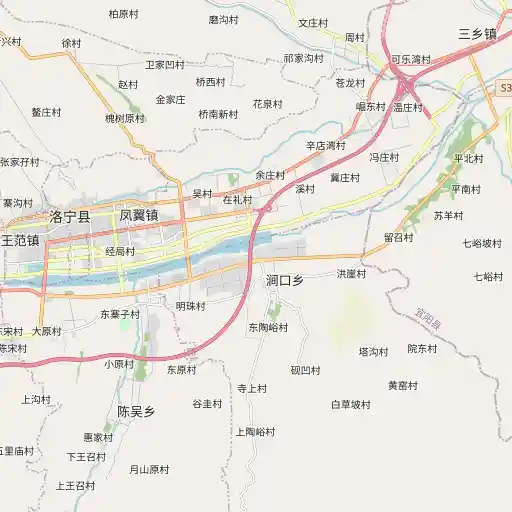 柏原村
磨沟村
文庄村
周村
三乡镇
兴村
徐村
卫家凹村
祁家沟村
可乐湾村
赵村
桥西村
苍龙村
S3
金家庄
花泉村
崛东村
温庄村
鳌庄村
槐树原村
桥南新村
辛店湾村
冯庄村
平北村
张家孖村
余庄村
冀庄村
溪村
平南村
吴村
在礼村
寨沟村
洛宁县
凤翼镇
苏羊村
王范镇
留召村
七峪坡村
经局村
洪崖村
七峪村
涧口乡
明珠村
东寨子村
宜阳县
东宋村
大原村
东陶峪村
陈宋村
塔沟村
院东村
小原村
东原村
砚凹村
寺上村
黄窑村
上沟村
谷圭村
白草坡村
陈吴乡
惠家村
上陶峪村
五里庙村
下王召村
月山原村
上王召村